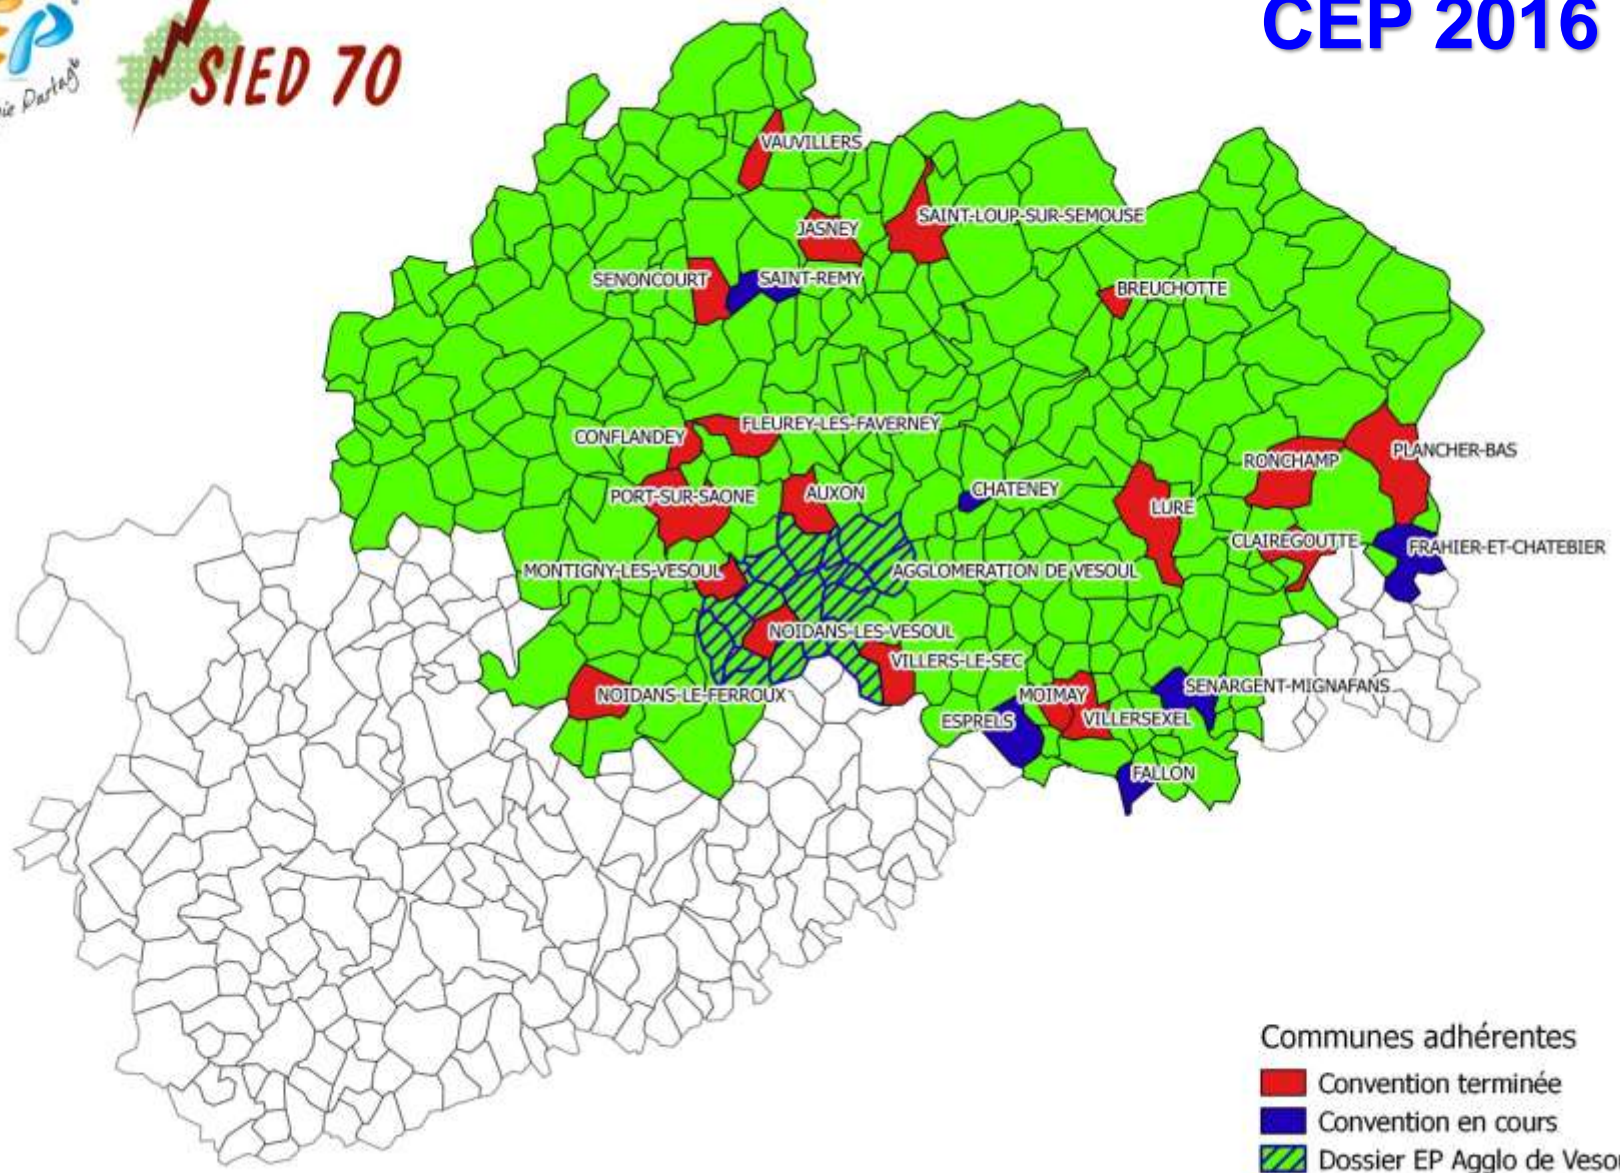 CEP 2016
SIED 70
VAUVILLERS
SAINT-LOUP-SUR-SEMOUSE
JASNEY
SENONCOURT
SAINT-REMY
BREUCHOTTE
FLEUREY-LES-FAVERNEY
CONFLANDEY
PLANCHER-BAS
RONCHAMP
PORT-SUR-SAONE
AUXON
CHATENEY
LURE
CLAIREGOUTTE
FRAHIER-ET-CHATEBIER
MONTIGNY-LES-VESOUL
AGGLOMERATION DE VESOUL
NOIDANS-LES-VESOUL
VILLERS-LE-SEC
NOIDANS-LE-FERROUX
MOIMAY
SENARGENT-MIGNAFANS
ESPRELS
VILLERSEXEL
FALLON
Communes adhérentes
Convention terminée
Convention en cours
Dossier EP Agglo de